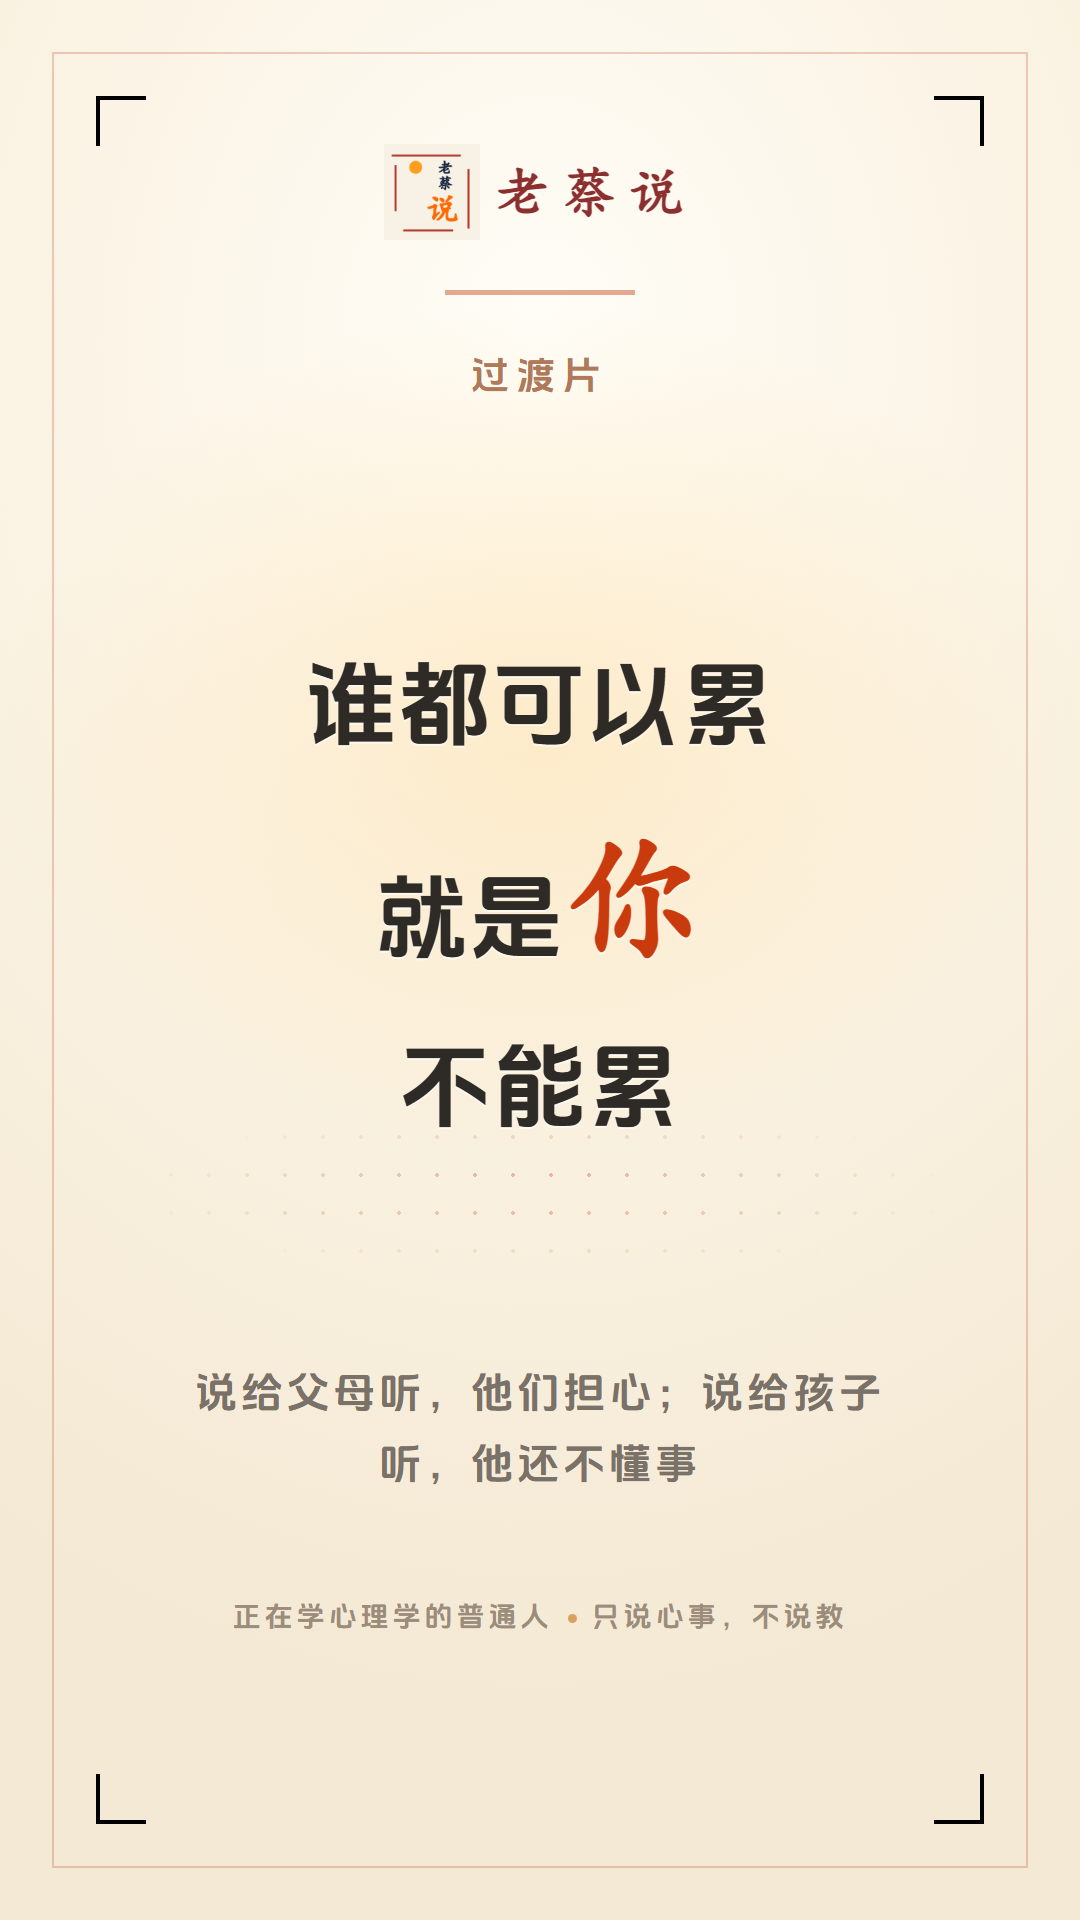 老蔡
说
老蔡说
过渡片
谁都可以累
就是你
不能累
说给父母听，他们担心；说给孩子
听，他还不懂事
正在学心理学的普通人 • 只说心事，不说教